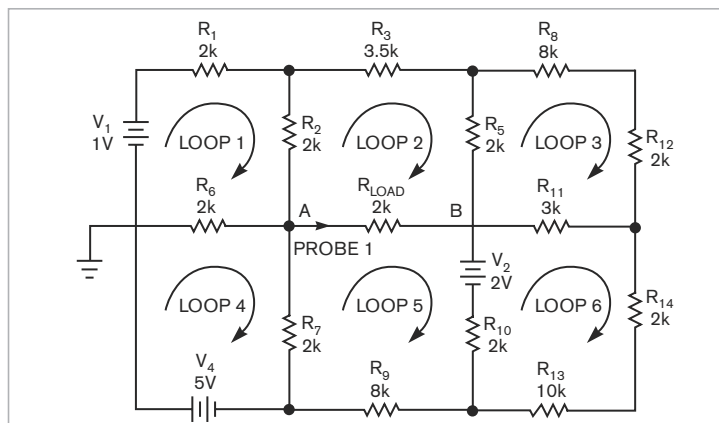 R1
2k
R3
3.5k
R8
8k
V1
1V
LOOP 1
R2
2k
LOOP 2
R5
2k
LOOP 3
R12
2k
R6
2k
A
RLOAD
2k
B
R11
3k
PROBE 1
V2
2V
LOOP 4
R7
2k
LOOP 5
R10
2k
LOOP 6
R14
2k
V4
5V
R9
8k
R13
10k